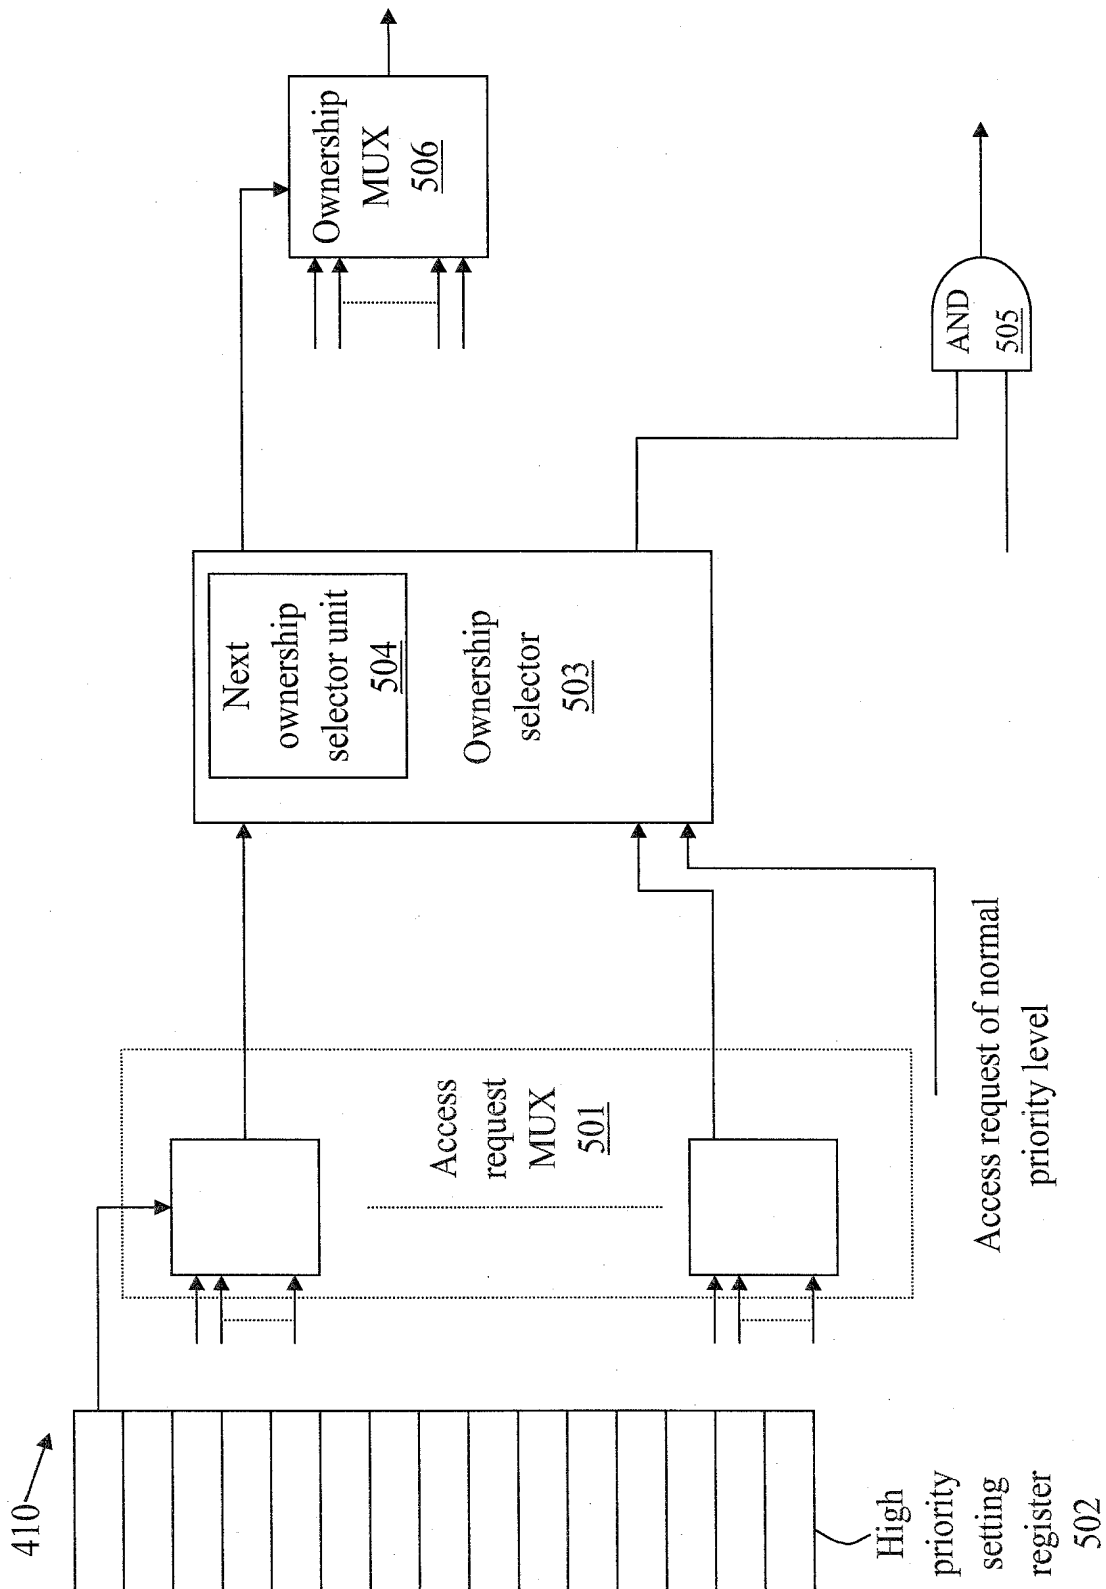 410
High
priority
setting
register
502
Access
request
MUX
501
Access request of normal
priority level
Next
ownership
selector unit
504
Ownership
selector
503
Ownership
MUX
506
AND
505